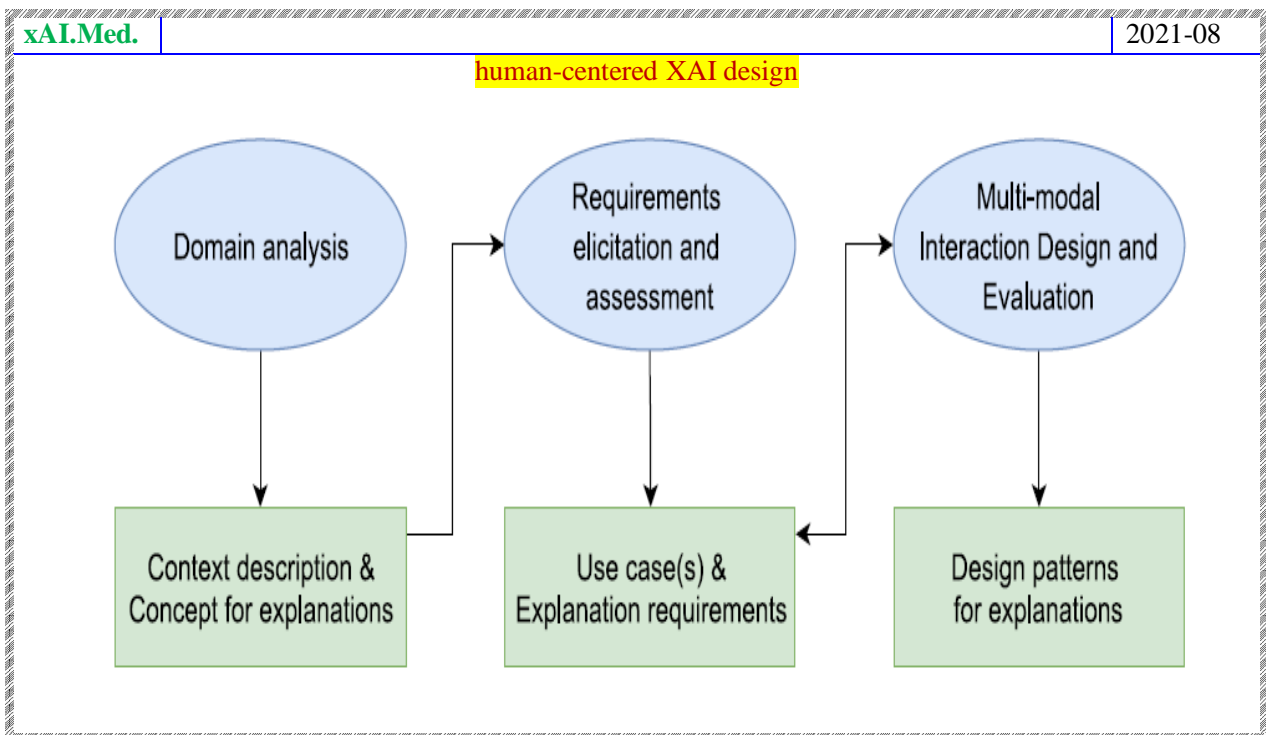 xAI.Med.
2021-08
human-centered XAI design
Domain analysis
Requirements
elicitation and
assessment
Multi-modal
Interaction Design and
Evaluation
Context description &
Concept for explanations
Use case(s) &
Explanation requirements
Design patterns
for explanations